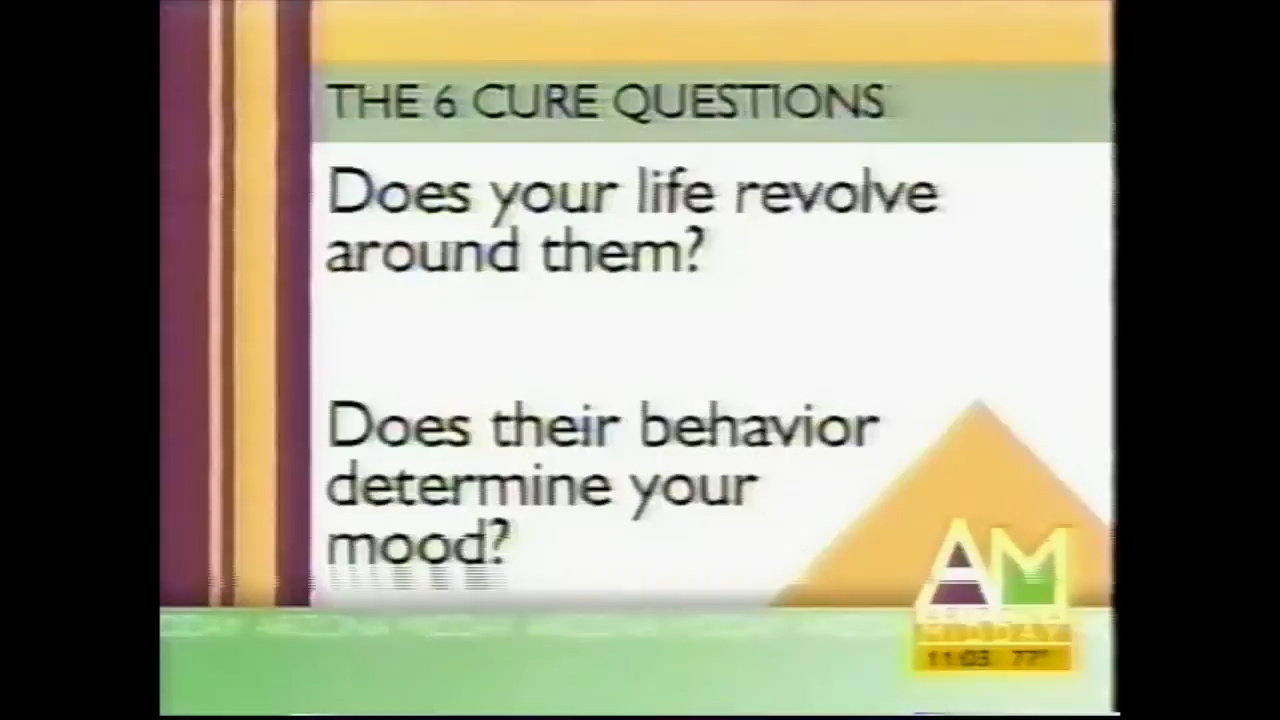 THE 6 CURE QUESTIONS
Does your life revolve
around them?
Does their behavior
determine your
mood?
AM
11:03 77°